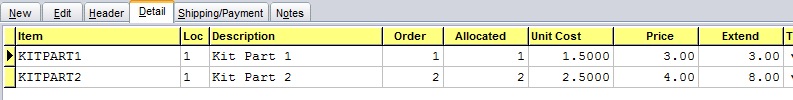 New Edit Header Detail Shipping/Payment Notes
Item Loc Description Order Allocated Unit Cost Price Extend T
KITPART1 1 Kit Part 1 1 1 1.5000 3.00 3.00
KITPART2 1 Kit Part 2 2 2 2.5000 4.00 8.00